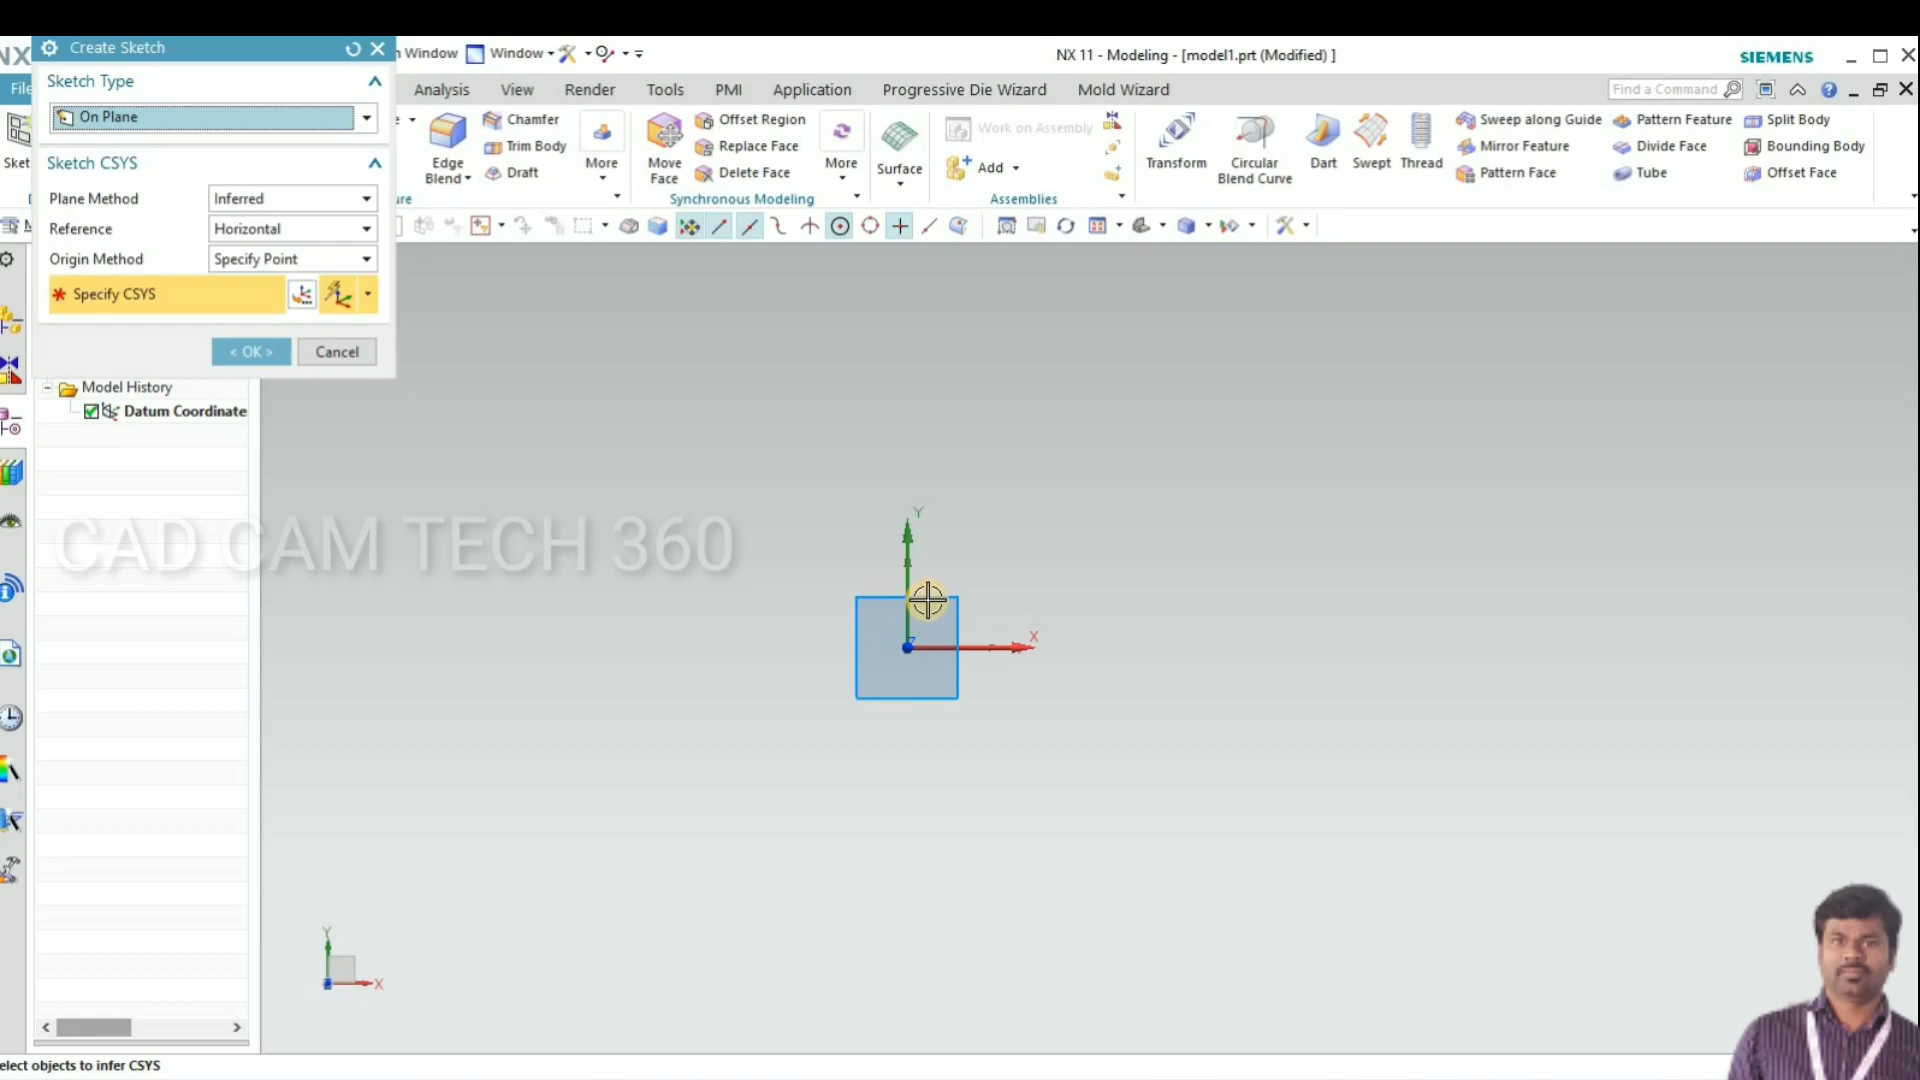 NX
Create Sketch
Window
Window
NX 11 - Modeling - [model1.prt (Modified) ]
SIEMENS
File
Sketch Type
On Plane
Analysis
View
Render
Tools
PMI
Application
Progressive Die Wizard
Mold Wizard
Find a Command
Sket
Edge Blend
Chamfer
Trim Body
Draft
More
Move Face
Offset Region
Replace Face
Delete Face
More
Synchronous Modeling
Surface
Work on Assembly
Add
Assemblies
Transform
Circular Blend Curve
Dart
Swept
Thread
Sweep along Guide
Mirror Feature
Pattern Face
Pattern Feature
Divide Face
Tube
Split Body
Bounding Body
Offset Face
ure
Sketch CSYS
Plane Method
Inferred
Reference
Horizontal
Origin Method
Specify Point
* Specify CSYS
< OK >
Cancel
Model History
Datum Coordinate
CAD CAM TECH 360
Y
Z
X
Y
X
elect objects to infer CSYS